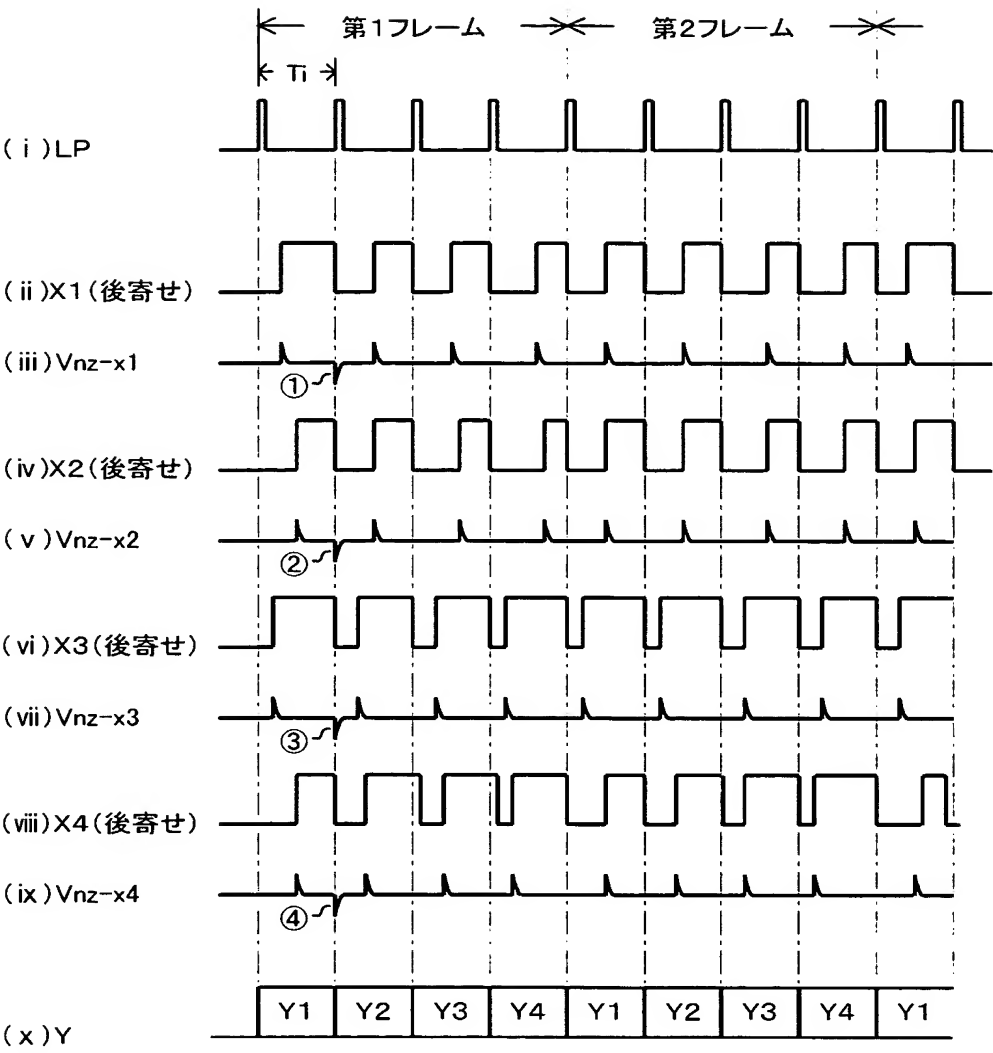 第1フレーム 第2フレーム
Ti
(i)LP
(ii)X1(後寄せ)
(iii)Vnz-x1
①
(iv)X2(後寄せ)
(v)Vnz-x2
②
(vi)X3(後寄せ)
(vii)Vnz-x3
③
(viii)X4(後寄せ)
(ix)Vnz-x4
④
(x)Y Y1 Y2 Y3 Y4 Y1 Y2 Y3 Y4 Y1